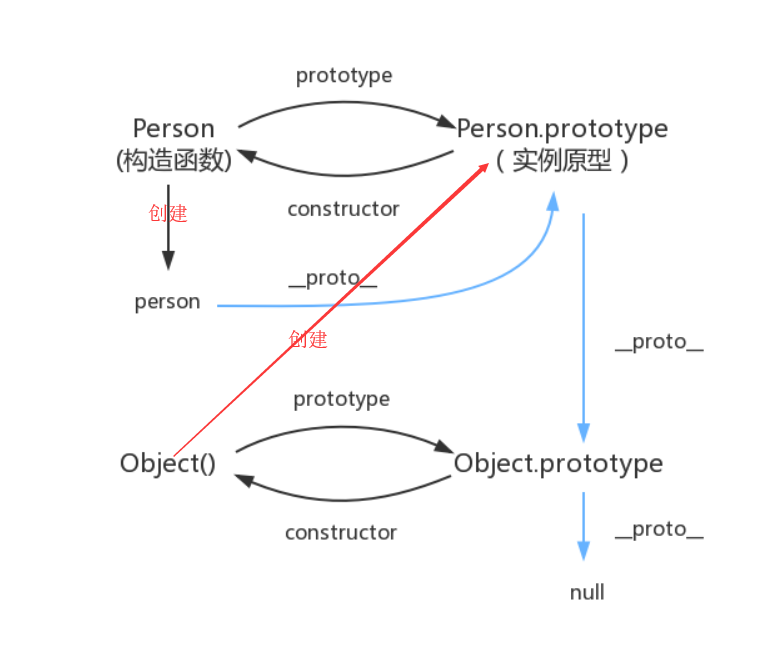 prototype
Person
Person.prototype
(构造函数)
(实例原型)
创建
constructor
__proto__
person
创建
__proto__
prototype
Object()
Object.prototype
constructor
__proto__
null